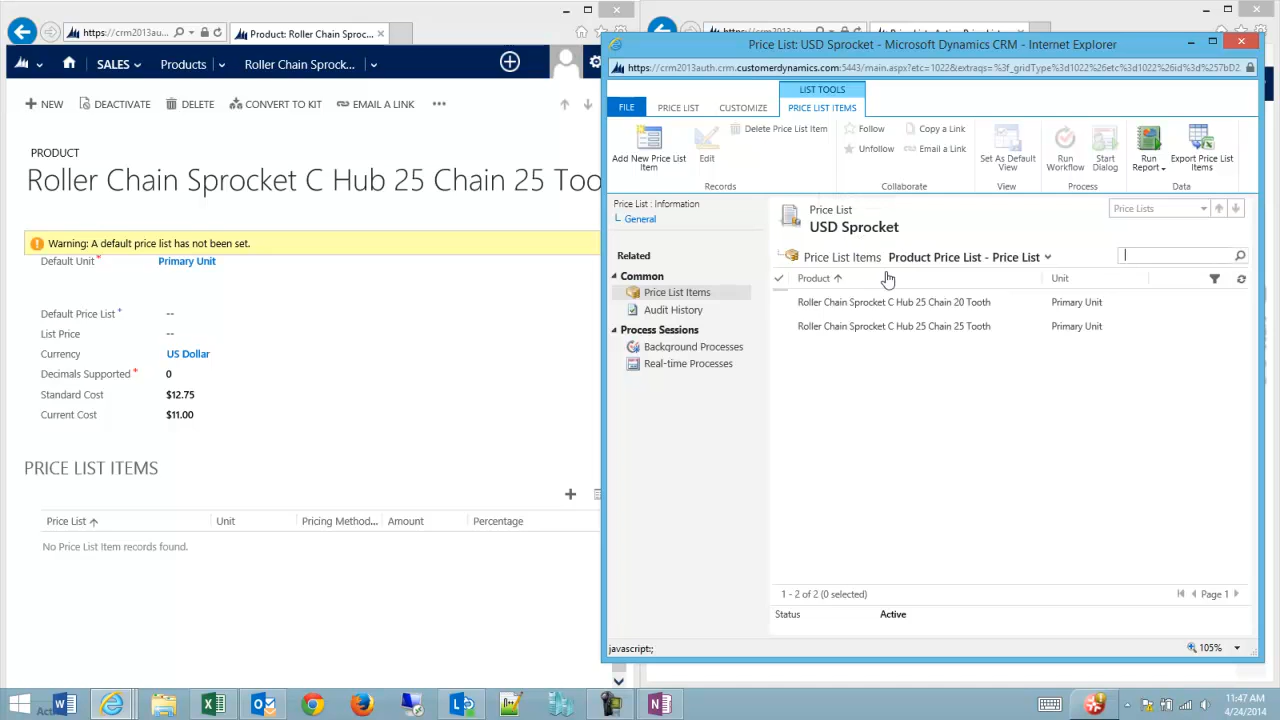 https://crm2013au...
Product: Roller Chain Sproc...
SALES
Products
Roller Chain Sprock...
NEW
DEACTIVATE
DELETE
CONVERT TO KIT
EMAIL A LINK
PRODUCT
Roller Chain Sprocket C Hub 25 Chain 25 Too
Warning: A default price list has not been set.
Default Unit* Primary Unit
Default Price List* --
List Price --
Currency US Dollar
Decimals Supported* 0
Standard Cost $12.75
Current Cost $11.00
PRICE LIST ITEMS
Price List Unit Pricing Method... Amount Percentage
No Price List Item records found.
Price List: USD Sprocket - Microsoft Dynamics CRM - Internet Explorer
https://crm2013auth.customerdynamics.com:5443/main.aspx?etc=1022&extraqs=%3f_gridType%3d1022%26etc%3d1022%26id%3d%257bD2
LIST TOOLS
FILE PRICE LIST CUSTOMIZE PRICE LIST ITEMS
Add New Price List Item
Edit
Delete Price List Item
Records
Follow
Unfollow
Copy a Link
Email a Link
Collaborate
Set As Default View
View
Run Workflow
Start Dialog
Process
Run Report
Export Price List Items
Data
Price List : Information
General
Related
Common
Price List Items
Audit History
Process Sessions
Background Processes
Real-time Processes
Price List
USD Sprocket
Price Lists
Price List Items Product Price List - Price List
Product Unit
Roller Chain Sprocket C Hub 25 Chain 20 Tooth Primary Unit
Roller Chain Sprocket C Hub 25 Chain 25 Tooth Primary Unit
1 - 2 of 2 (0 selected)
Page 1
Status Active
javascript:;
105%
11:47 AM
4/24/2014